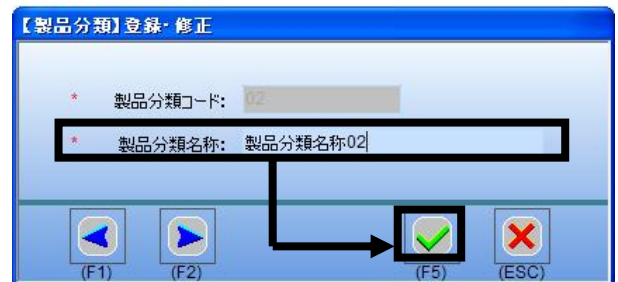 【製品分類】登録・修正
* 製品分類コード: 02
* 製品分類名称: 製品分類名称02
(F1) (F2) (F5) (ESC)